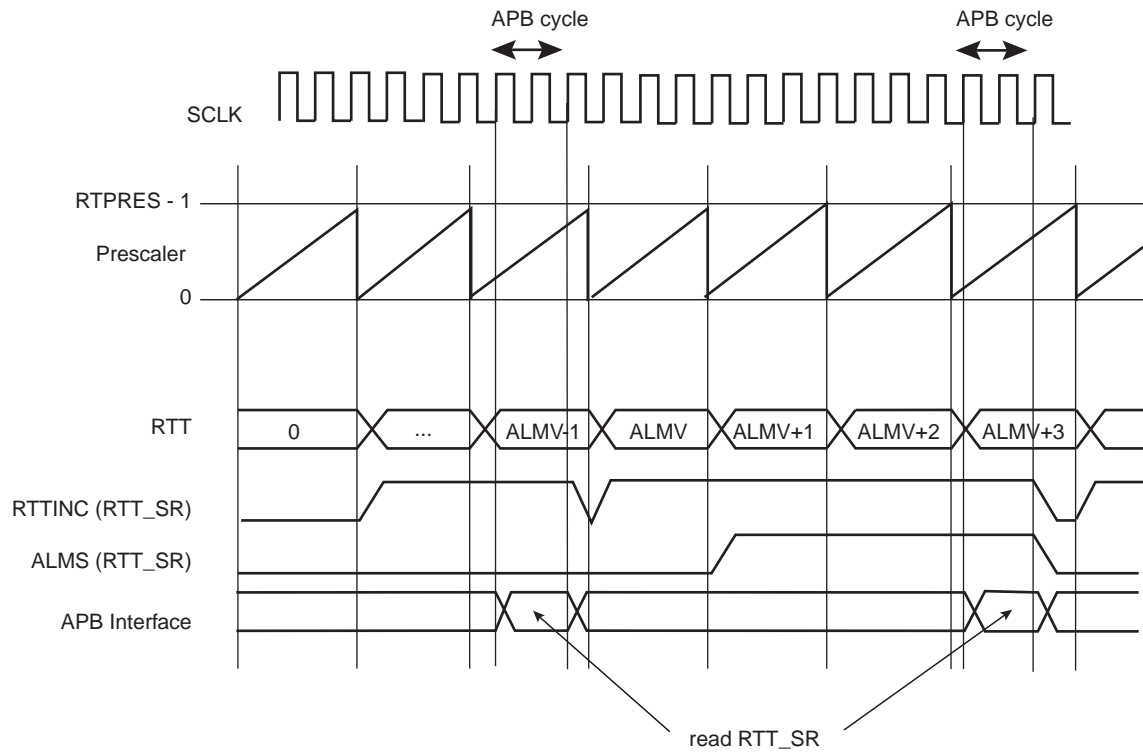 APB cycle
APB cycle
SCLK
RTPRES - 1
Prescaler
0
RTT
0
...
ALMV-1
ALMV
ALMV+1
ALMV+2
ALMV+3
RTTINC (RTT_SR)
ALMS (RTT_SR)
APB Interface
read RTT_SR